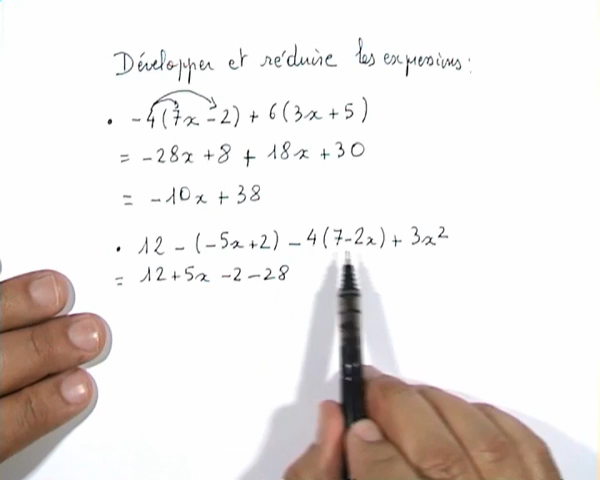 Développer et réduire les expressions :
• -4(7x-2) + 6(3x+5)
= -28x+8 + 18x+30
= -10x+38
• 12 - (-5x+2) - 4(7-2x) + 3x²
= 12+5x -2-28